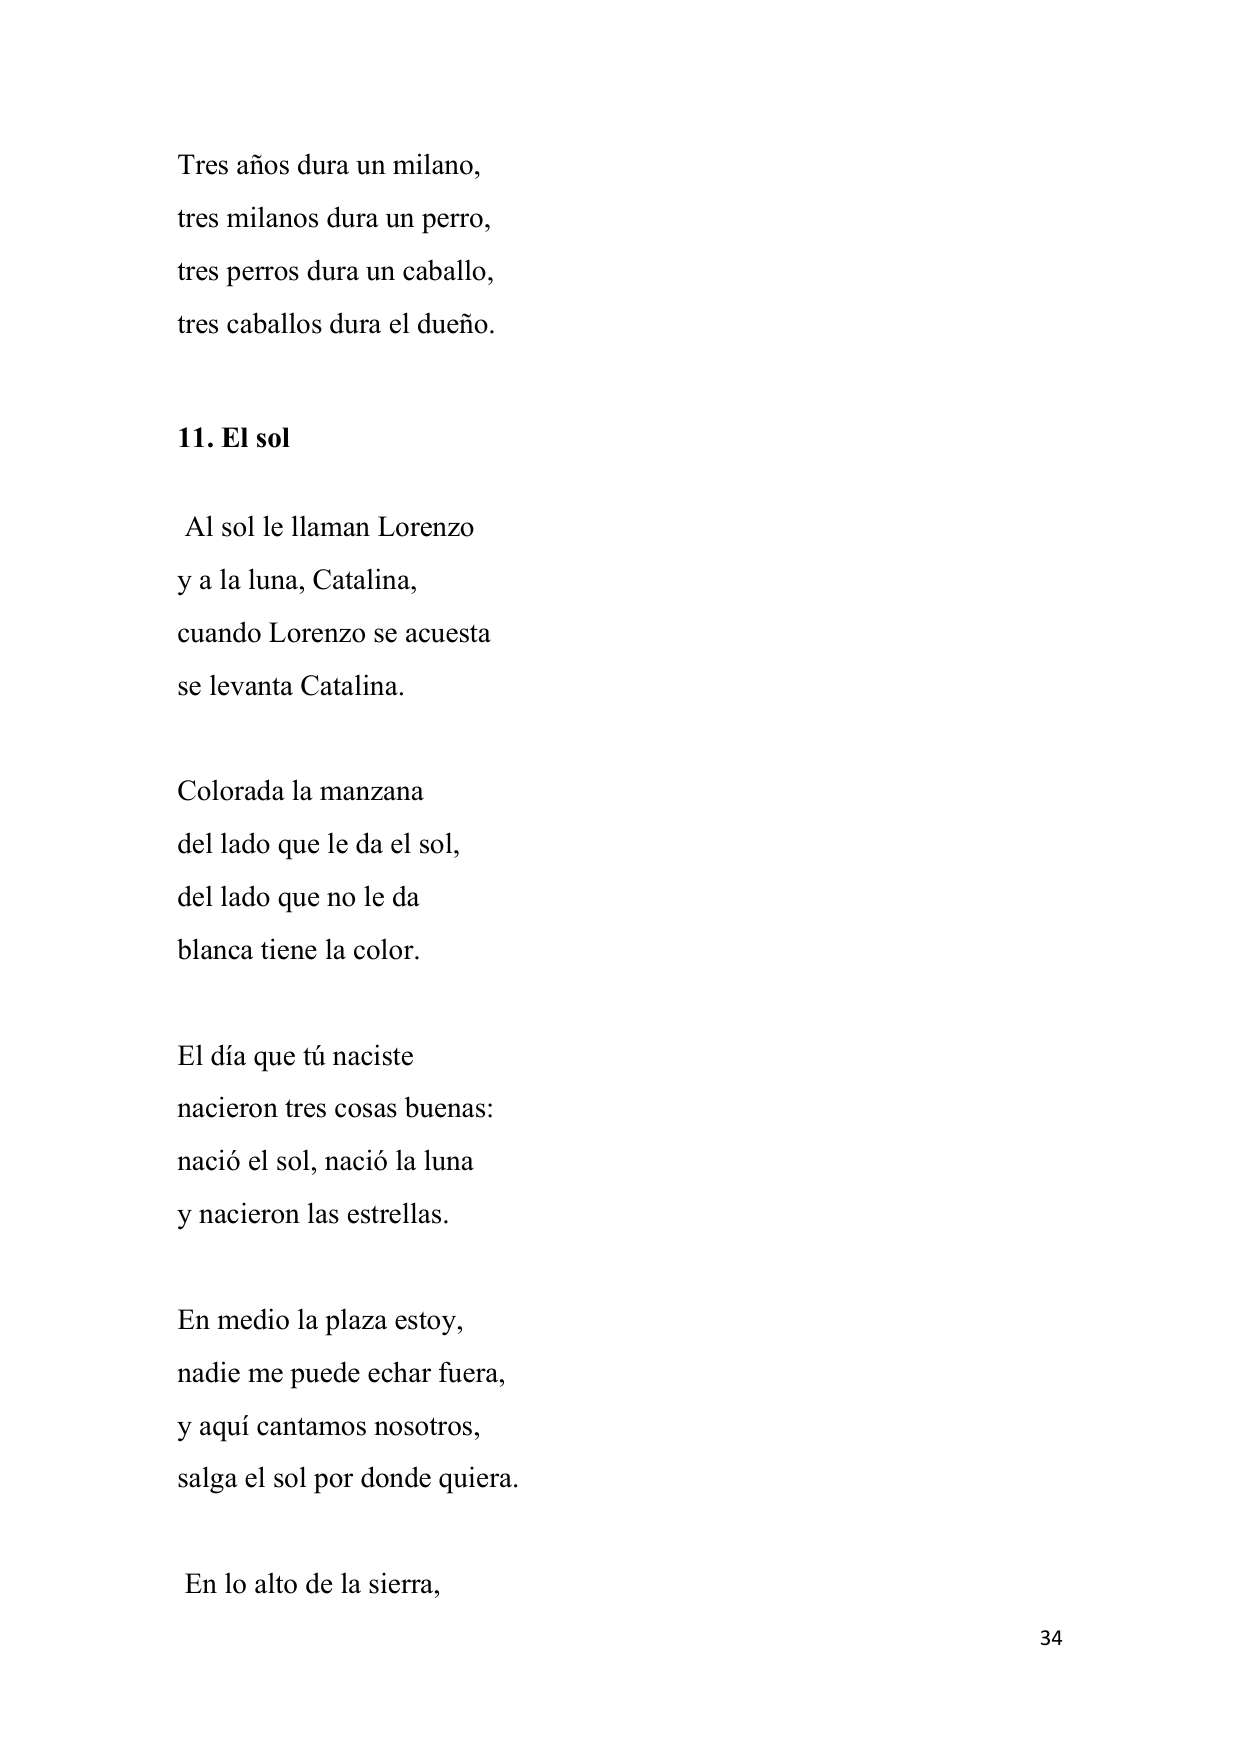 Tres años dura un milano,
tres milanos dura un perro,
tres perros dura un caballo,
tres caballos dura el dueño.
11. El sol
Al sol le llaman Lorenzo
y a la luna, Catalina,
cuando Lorenzo se acuesta
se levanta Catalina.
Colorada la manzana
del lado que le da el sol,
del lado que no le da
blanca tiene la color.
El día que tú naciste
nacieron tres cosas buenas:
nació el sol, nació la luna
y nacieron las estrellas.
En medio la plaza estoy,
nadie me puede echar fuera,
y aquí cantamos nosotros,
salga el sol por donde quiera.
En lo alto de la sierra,
34